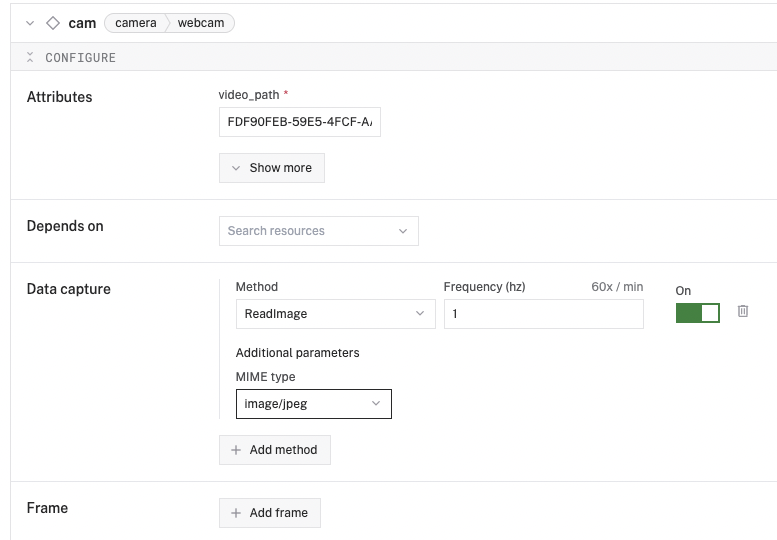 cam camera webcam
CONFIGURE
Attributes
video_path *
FDF90FEB-59E5-4FCF-A
Show more
Depends on
Search resources
Data capture
Method Frequency (hz) 60x / min On
ReadImage 1
Additional parameters
MIME type
image/jpeg
+ Add method
Frame
+ Add frame